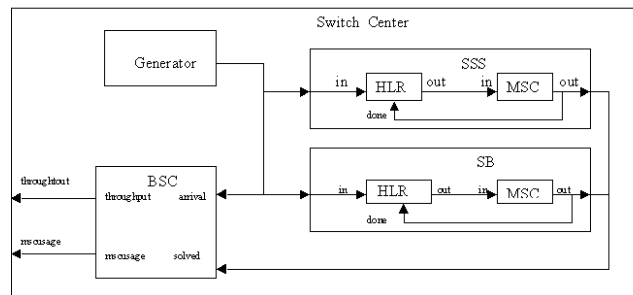 Switch Center
Generator
SSS
in
HLR
out
in
MSC
out
done
SB
in
HLR
out
in
MSC
out
done
BSC
throughput
arrival
mscusage
solved
throughtout
mscusage